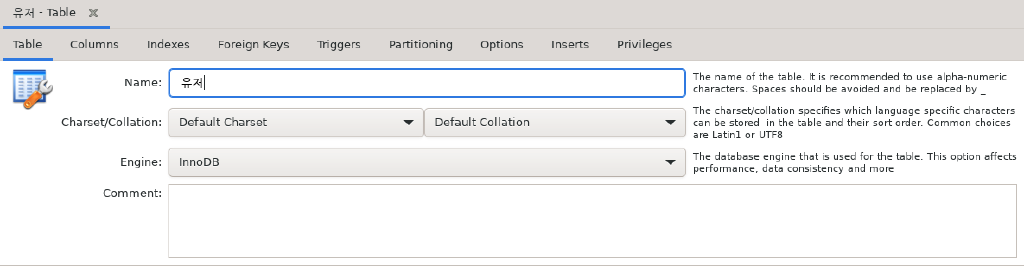 유저 - Table
Table Columns Indexes Foreign Keys Triggers Partitioning Options Inserts Privileges
Name: 유저 The name of the table. It is recommended to use alpha-numeric
characters. Spaces should be avoided and be replaced by _
Charset/Collation: Default Charset Default Collation The charset/collation specifies which language specific characters
can be stored in the table and their sort order. Common choices
are Latin1 or UTF8
Engine: InnoDB The database engine that is used for the table. This option affects
performance, data consistency and more
Comment: